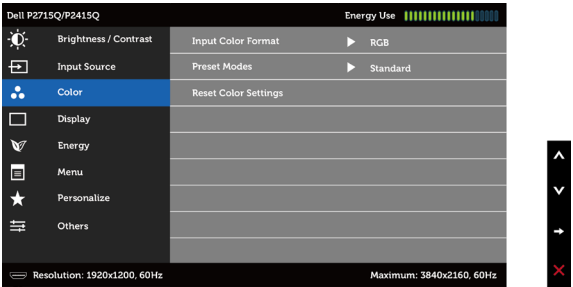 Dell P2715Q/P2415Q Energy Use
Brightness / Contrast Input Color Format RGB
Input Source Preset Modes Standard
Color Reset Color Settings
Display
Energy
Menu
Personalize
Others
Resolution: 1920x1200, 60Hz Maximum: 3840x2160, 60Hz